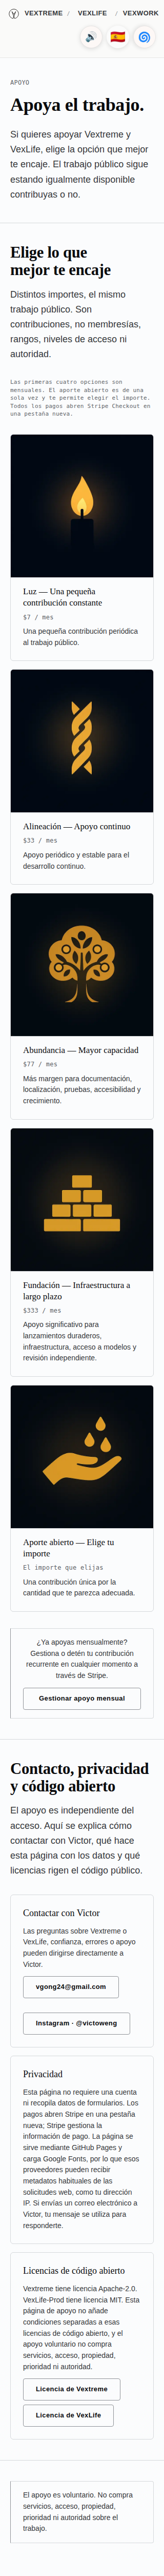 VEXTREME / VEXLIFE / VEXWORK
APOYO
Apoya el trabajo.
Si quieres apoyar Vextreme y
VexLife, elige la opción que mejor
te encaje. El trabajo público sigue
estando igualmente disponible
contribuyas o no.
Elige lo que
mejor te encaje
Distintos importes, el mismo
trabajo público. Son
contribuciones, no membresías,
rangos, niveles de acceso ni
autoridad.
Las primeras cuatro opciones son
mensuales. El aporte abierto es de una
sola vez y te permite elegir el importe.
Todos los pagos abren Stripe Checkout en
una pestaña nueva.
Luz — Una pequeña
contribución constante
$7 / mes
Una pequeña contribución periódica
al trabajo público.
Alineación — Apoyo continuo
$33 / mes
Apoyo periódico y estable para el
desarrollo continuo.
Abundancia — Mayor capacidad
$77 / mes
Más margen para documentación,
localización, pruebas, accesibilidad y
crecimiento.
Fundación — Infraestructura a
largo plazo
$333 / mes
Apoyo significativo para
lanzamientos duraderos,
infraestructura, acceso a modelos y
revisión independiente.
Aporte abierto — Elige tu
importe
El importe que elijas
Una contribución única por la
cantidad que te parezca adecuada.
¿Ya apoyas mensualmente?
Gestiona o detén tu contribución
recurrente en cualquier momento a
través de Stripe.
Gestionar apoyo mensual
Contacto, privacidad
y código abierto
El apoyo es independiente del
acceso. Aquí se explica cómo
contactar con Victor, qué hace
esta página con los datos y qué
licencias rigen el código público.
Contactar con Victor
Las preguntas sobre Vextreme o
VexLife, confianza, errores o apoyo
pueden dirigirse directamente a
Victor.
vgong24@gmail.com
Instagram · @victoweng
Privacidad
Esta página no requiere una cuenta
ni recopila datos de formularios. Los
pagos abren Stripe en una pestaña
nueva; Stripe gestiona la
información de pago. La página se
sirve mediante GitHub Pages y
carga Google Fonts, por lo que esos
proveedores pueden recibir
metadatos habituales de las
solicitudes web, como tu dirección
IP. Si envías un correo electrónico a
Victor, tu mensaje se utiliza para
responderte.
Licencias de código abierto
Vextreme tiene licencia Apache-2.0.
VexLife-Prod tiene licencia MIT. Esta
página de apoyo no añade
condiciones separadas a esas
licencias de código abierto, y el
apoyo voluntario no compra
servicios, acceso, propiedad,
prioridad ni autoridad.
Licencia de Vextreme
Licencia de VexLife
El apoyo es voluntario. No compra
servicios, acceso, propiedad,
prioridad ni autoridad sobre el
trabajo.